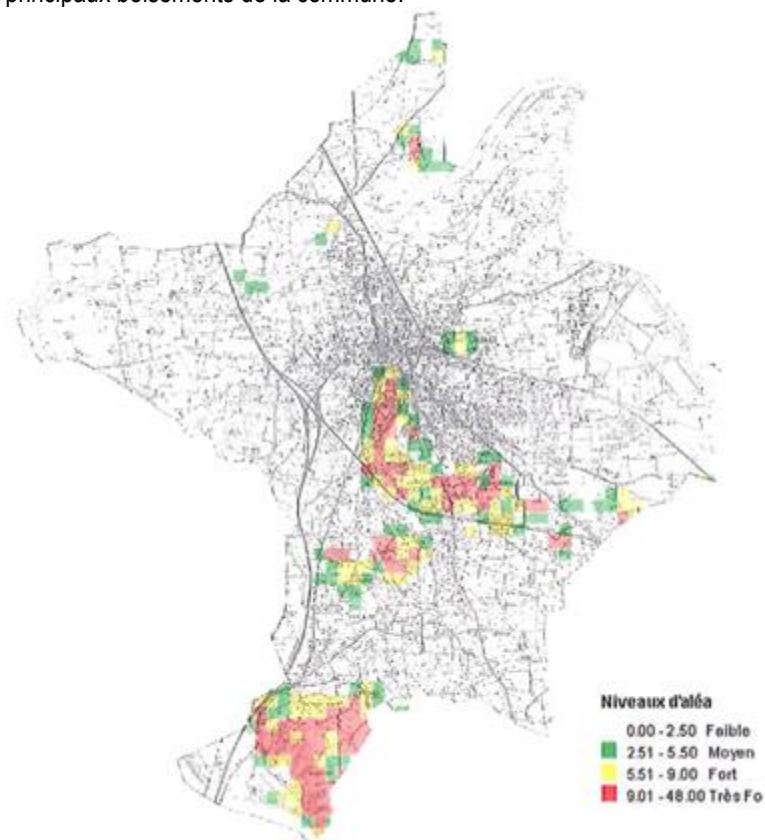 principaux boisements de la commune.
Niveaux d'aléa
0.00 - 2.50 Faible
2.51 - 5.50 Moyen
5.51 - 9.00 Fort
9.01 - 48.00 Très Fo